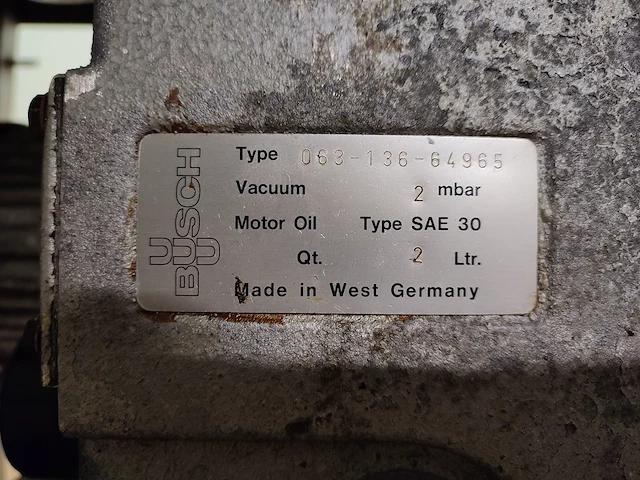 BUSCH
Type 063-136-64965
Vacuum 2 mbar
Motor Oil Type SAE 30
Qt. 2 Ltr.
Made in West Germany